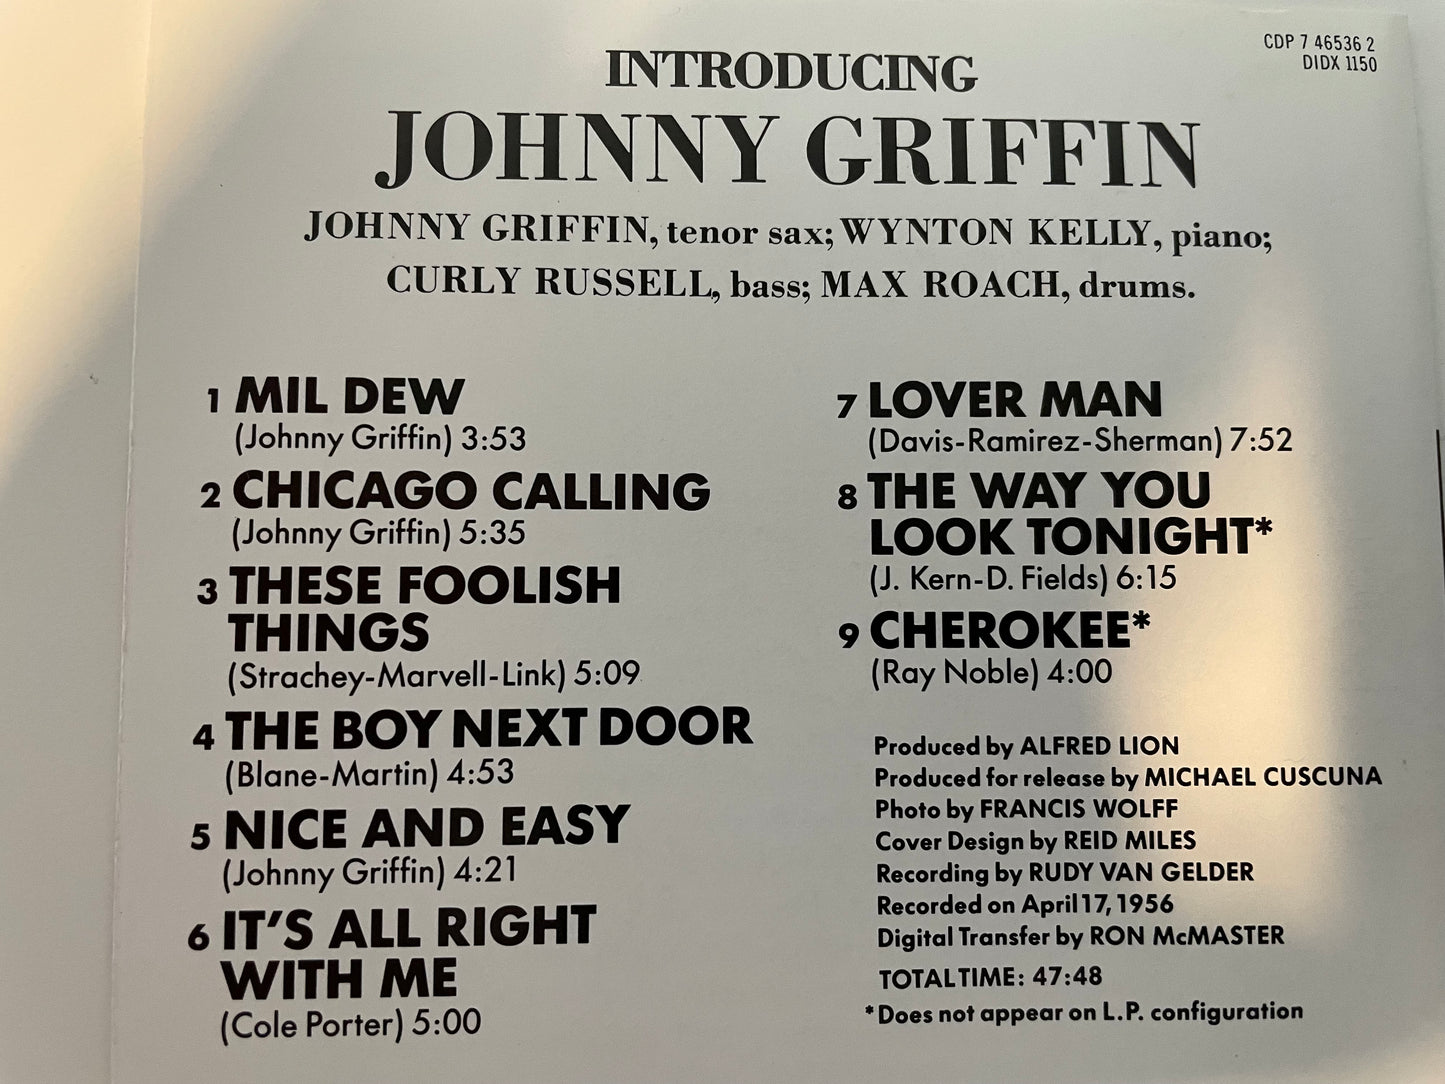 CDP 7 46536 2
DIDX 1150
INTRODUCING
JOHNNY GRIFFIN
JOHNNY GRIFFIN, tenor sax; WYNTON KELLY, piano;
CURLY RUSSELL, bass; MAX ROACH, drums.
1 MIL DEW
(Johnny Griffin) 3:53
2 CHICAGO CALLING
(Johnny Griffin) 5:35
3 THESE FOOLISH
THINGS
(Strachey-Marvell-Link) 5:09
4 THE BOY NEXT DOOR
(Blane-Martin) 4:53
5 NICE AND EASY
(Johnny Griffin) 4:21
6 IT'S ALL RIGHT
WITH ME
(Cole Porter) 5:00
7 LOVER MAN
(Davis-Ramirez-Sherman) 7:52
8 THE WAY YOU
LOOK TONIGHT*
(J. Kern-D. Fields) 6:15
9 CHEROKEE*
(Ray Noble) 4:00
Produced by ALFRED LION
Produced for release by MICHAEL CUSCUNA
Photo by FRANCIS WOLFF
Cover Design by REID MILES
Recording by RUDY VAN GELDER
Recorded on April 17, 1956
Digital Transfer by RON McMASTER
TOTAL TIME: 47:48
*Does not appear on L.P. configuration